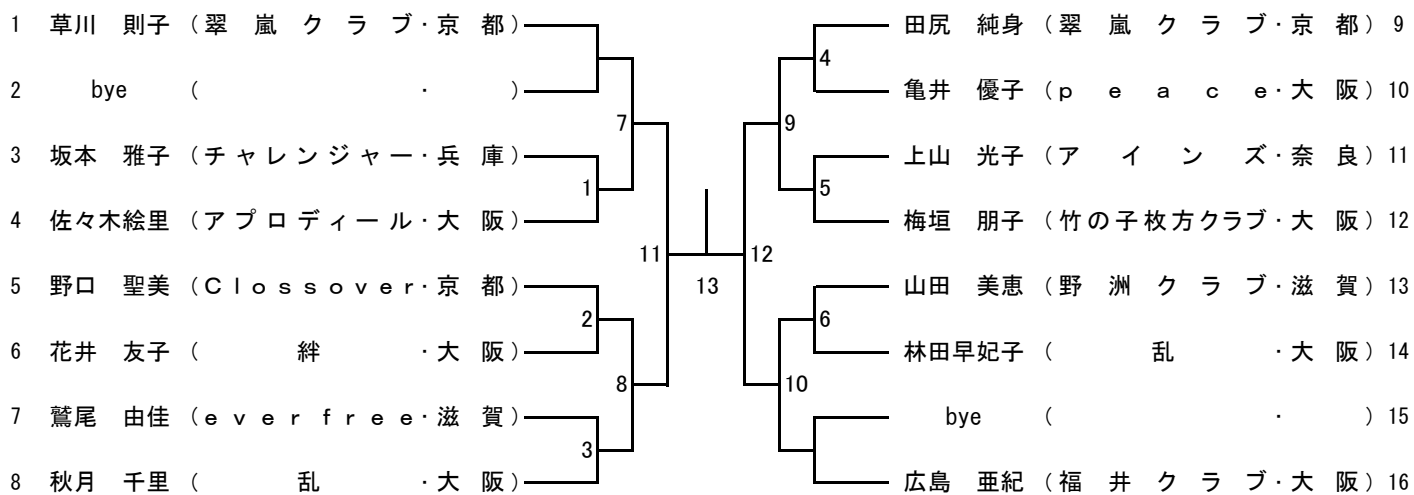 1 草川 則子 (翠嵐クラブ・京都)
2 bye ( ・ )
3 坂本 雅子 (チャレンジャー・兵庫)
4 佐々木絵里 (アプロディール・大阪)
5 野口 聖美 (Clossover・京都)
6 花井 友子 (絆・大阪)
7 鷲尾 由佳 (everfree・滋賀)
8 秋月 千里 (乱・大阪)
7
1
11
2
8
3
13
12
4
9
5
6
10
田尻 純身 (翠嵐クラブ・京都) 9
亀井 優子 (peace・大阪) 10
上山 光子 (アインズ・奈良) 11
梅垣 朋子 (竹の子枚方クラブ・大阪) 12
山田 美恵 (野洲クラブ・滋賀) 13
林田早妃子 (乱・大阪) 14
bye ( ・ ) 15
広島 亜紀 (福井クラブ・大阪) 16